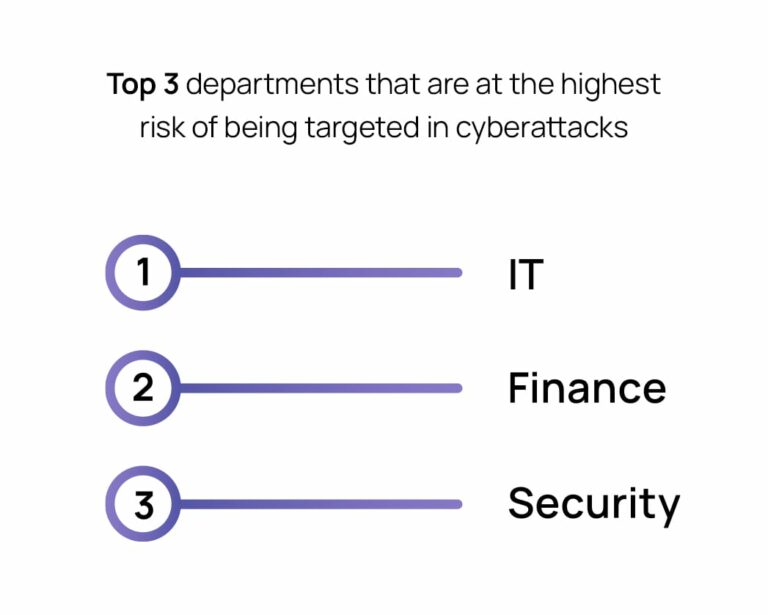 Top 3 departments that are at the highest
risk of being targeted in cyberattacks
1 IT
2 Finance
3 Security